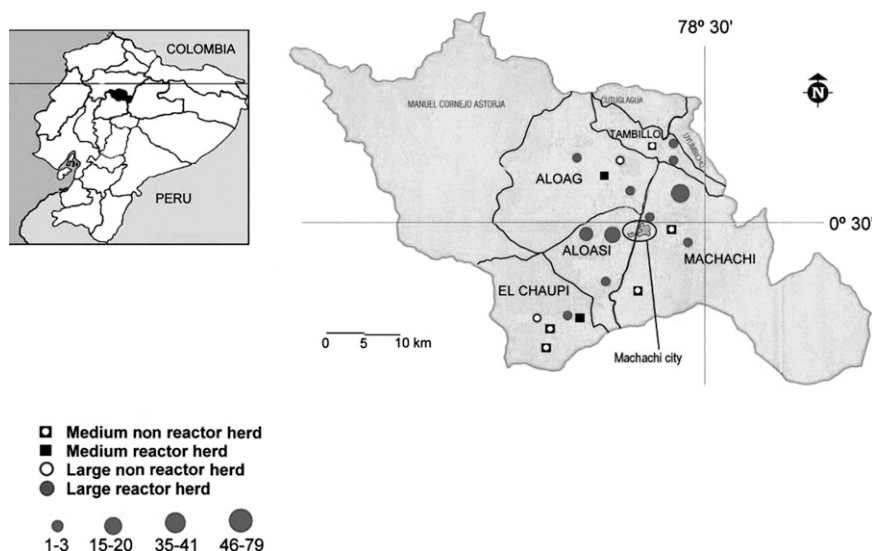 COLOMBIA
PERU
78º 30'
N
MANUEL CORNEJO ASTORJA
CUTUGLAGUA
TAMBILLO
UYUMBICHO
ALOAG
0º 30'
ALOASI
MACHACHI
EL CHAUPI
0 5 10 km
Machachi city
Medium non reactor herd
Medium reactor herd
Large non reactor herd
Large reactor herd
1-3 15-20 35-41 46-79